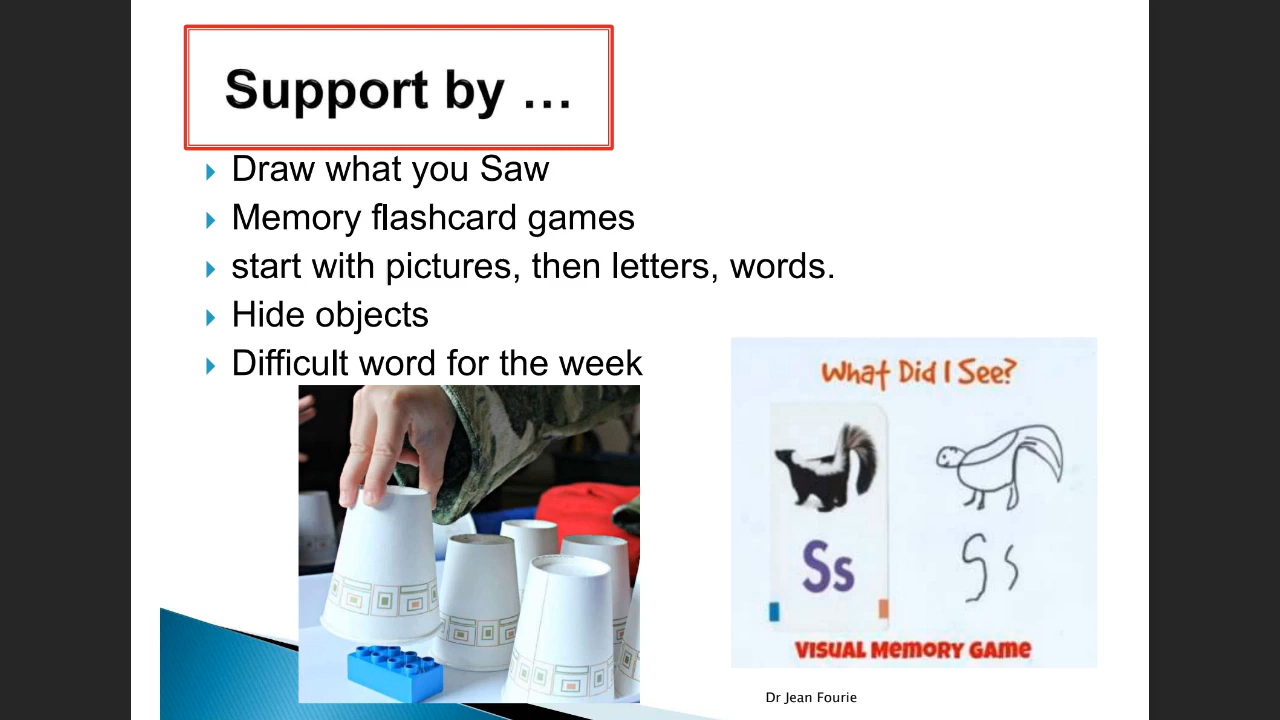 Support by …
Draw what you Saw
Memory flashcard games
start with pictures, then letters, words.
Hide objects
Difficult word for the week
What Did I See?
Ss
Ss
VISUAL MEMORY GAME
Dr Jean Fourie